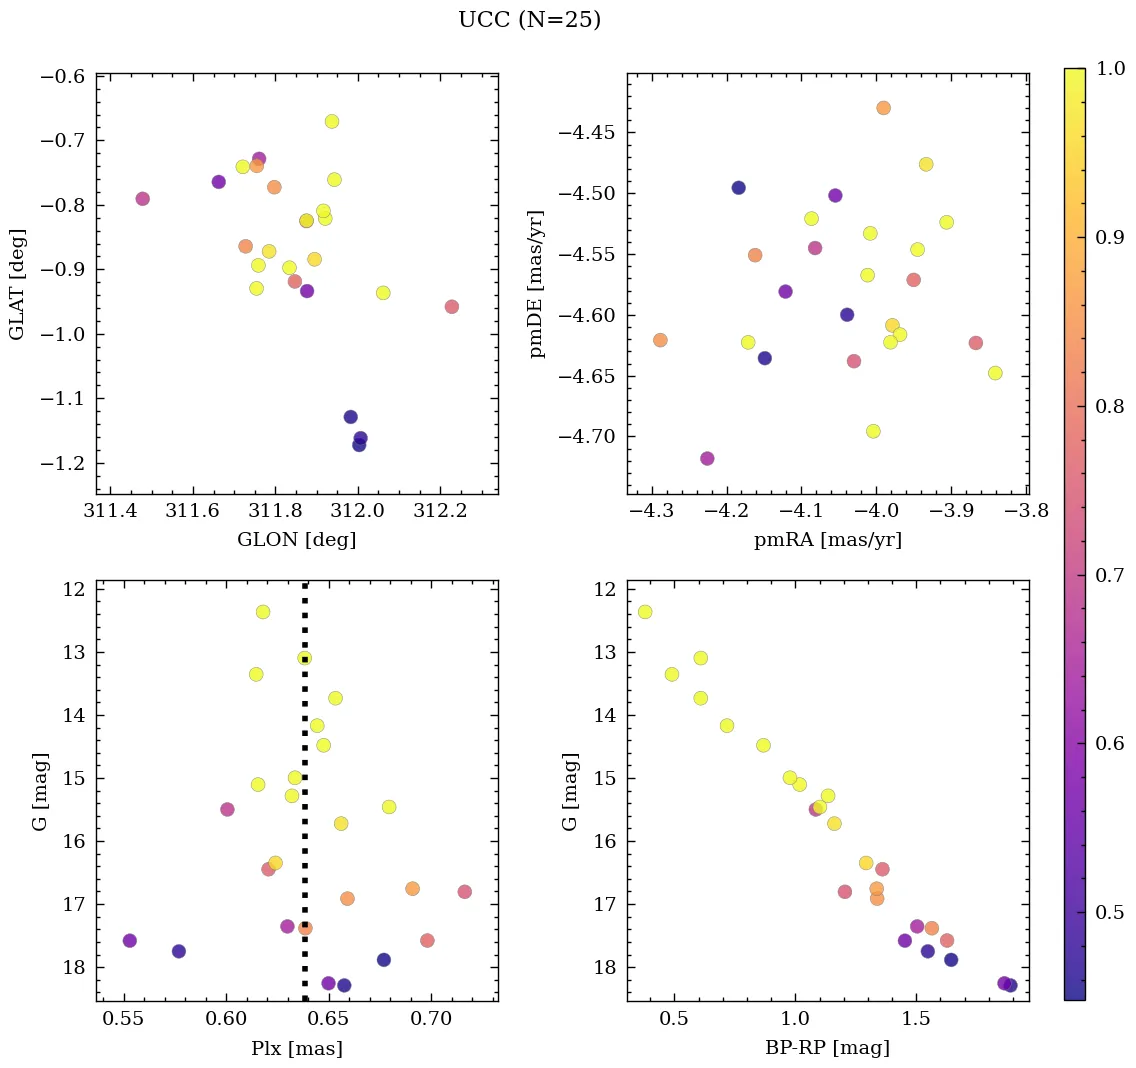 UCC (N=25)
−0.6
−0.7
−0.8
−0.9
−1.0
−1.1
−1.2
GLAT [deg]
311.4 311.6 311.8 312.0 312.2
GLON [deg]
−4.45
−4.50
−4.55
−4.60
−4.65
−4.70
pmDE [mas/yr]
−4.3 −4.2 −4.1 −4.0 −3.9 −3.8
pmRA [mas/yr]
12
13
14
15
16
17
18
G [mag]
0.55 0.60 0.65 0.70
Plx [mas]
12
13
14
15
16
17
18
G [mag]
0.5 1.0 1.5
BP-RP [mag]
1.0
0.9
0.8
0.7
0.6
0.5